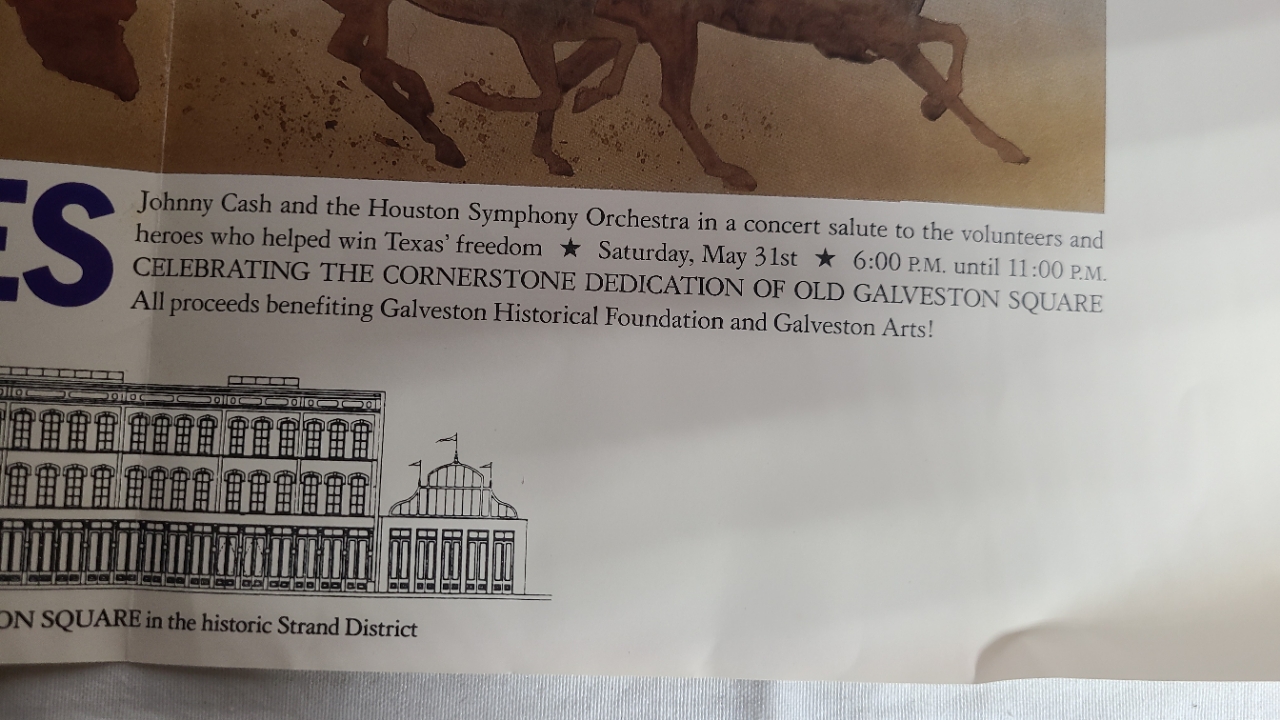 ES
Johnny Cash and the Houston Symphony Orchestra in a concert salute to the volunteers and
heroes who helped win Texas' freedom ★ Saturday, May 31st ★ 6:00 P.M. until 11:00 P.M.
CELEBRATING THE CORNERSTONE DEDICATION OF OLD GALVESTON SQUARE
All proceeds benefiting Galveston Historical Foundation and Galveston Arts!
ON SQUARE in the historic Strand District